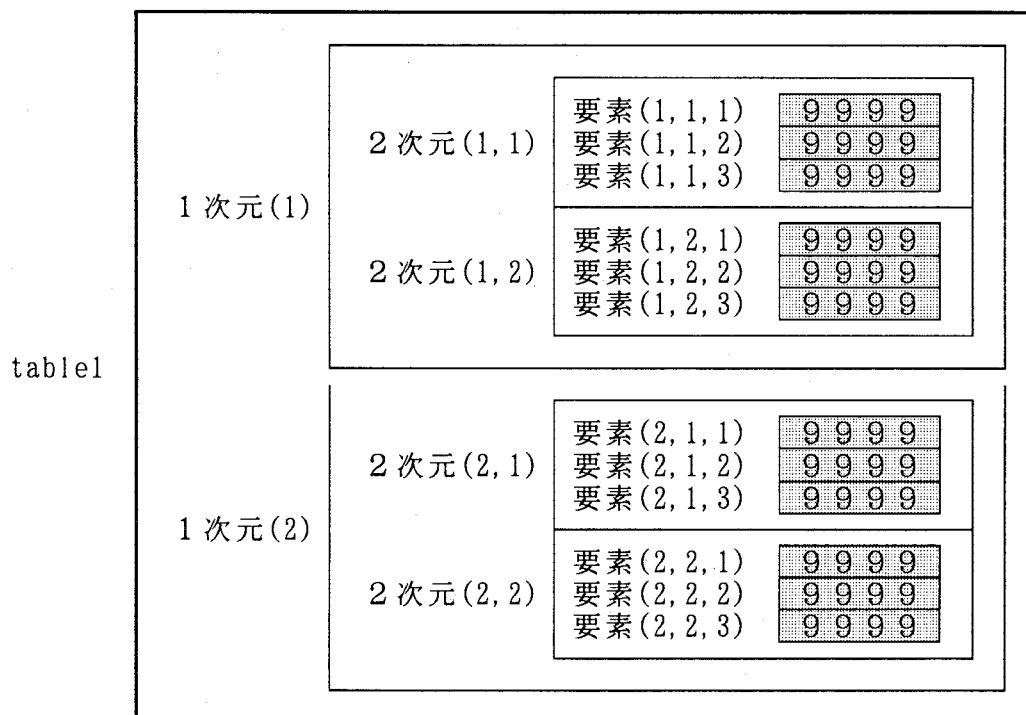 table1
1次元(1)
2次元(1,1)
要素(1,1,1) 9999
要素(1,1,2) 9999
要素(1,1,3) 9999
2次元(1,2)
要素(1,2,1) 9999
要素(1,2,2) 9999
要素(1,2,3) 9999
1次元(2)
2次元(2,1)
要素(2,1,1) 9999
要素(2,1,2) 9999
要素(2,1,3) 9999
2次元(2,2)
要素(2,2,1) 9999
要素(2,2,2) 9999
要素(2,2,3) 9999